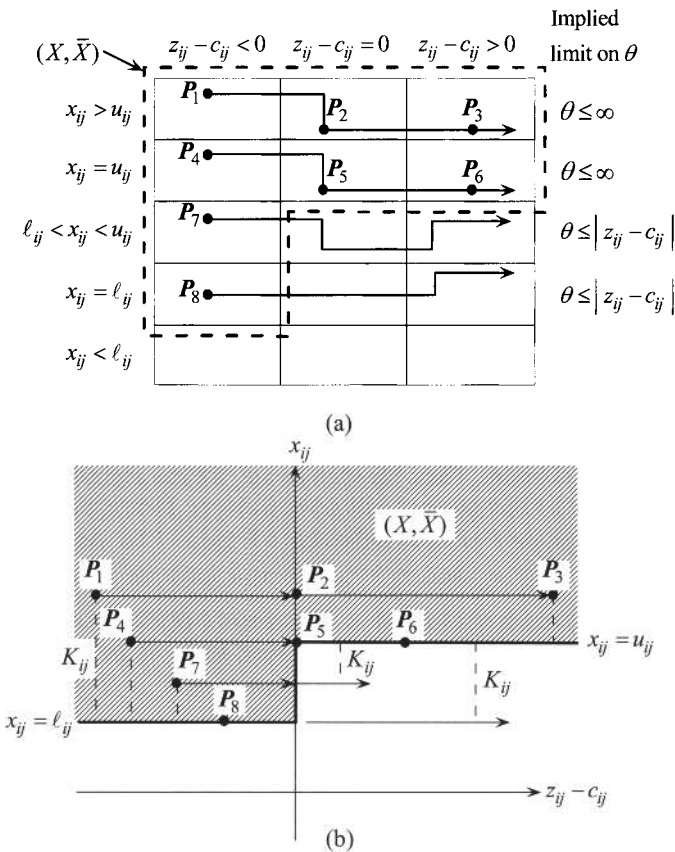 Implied
(X, X̄) z_ij − c_ij < 0 z_ij − c_ij = 0 z_ij − c_ij > 0 limit on θ
x_ij > u_ij P_1 P_2 P_3 θ ≤ ∞
x_ij = u_ij P_4 P_5 P_6 θ ≤ ∞
ℓ_ij < x_ij < u_ij P_7 θ ≤ |z_ij − c_ij|
x_ij = ℓ_ij P_8 θ ≤ |z_ij − c_ij|
x_ij < ℓ_ij
(a)
x_ij
(X, X̄)
P_1 P_2 P_3
P_4 P_5 P_6 x_ij = u_ij
K_ij P_7 K_ij K_ij
x_ij = ℓ_ij P_8
z_ij − c_ij
(b)